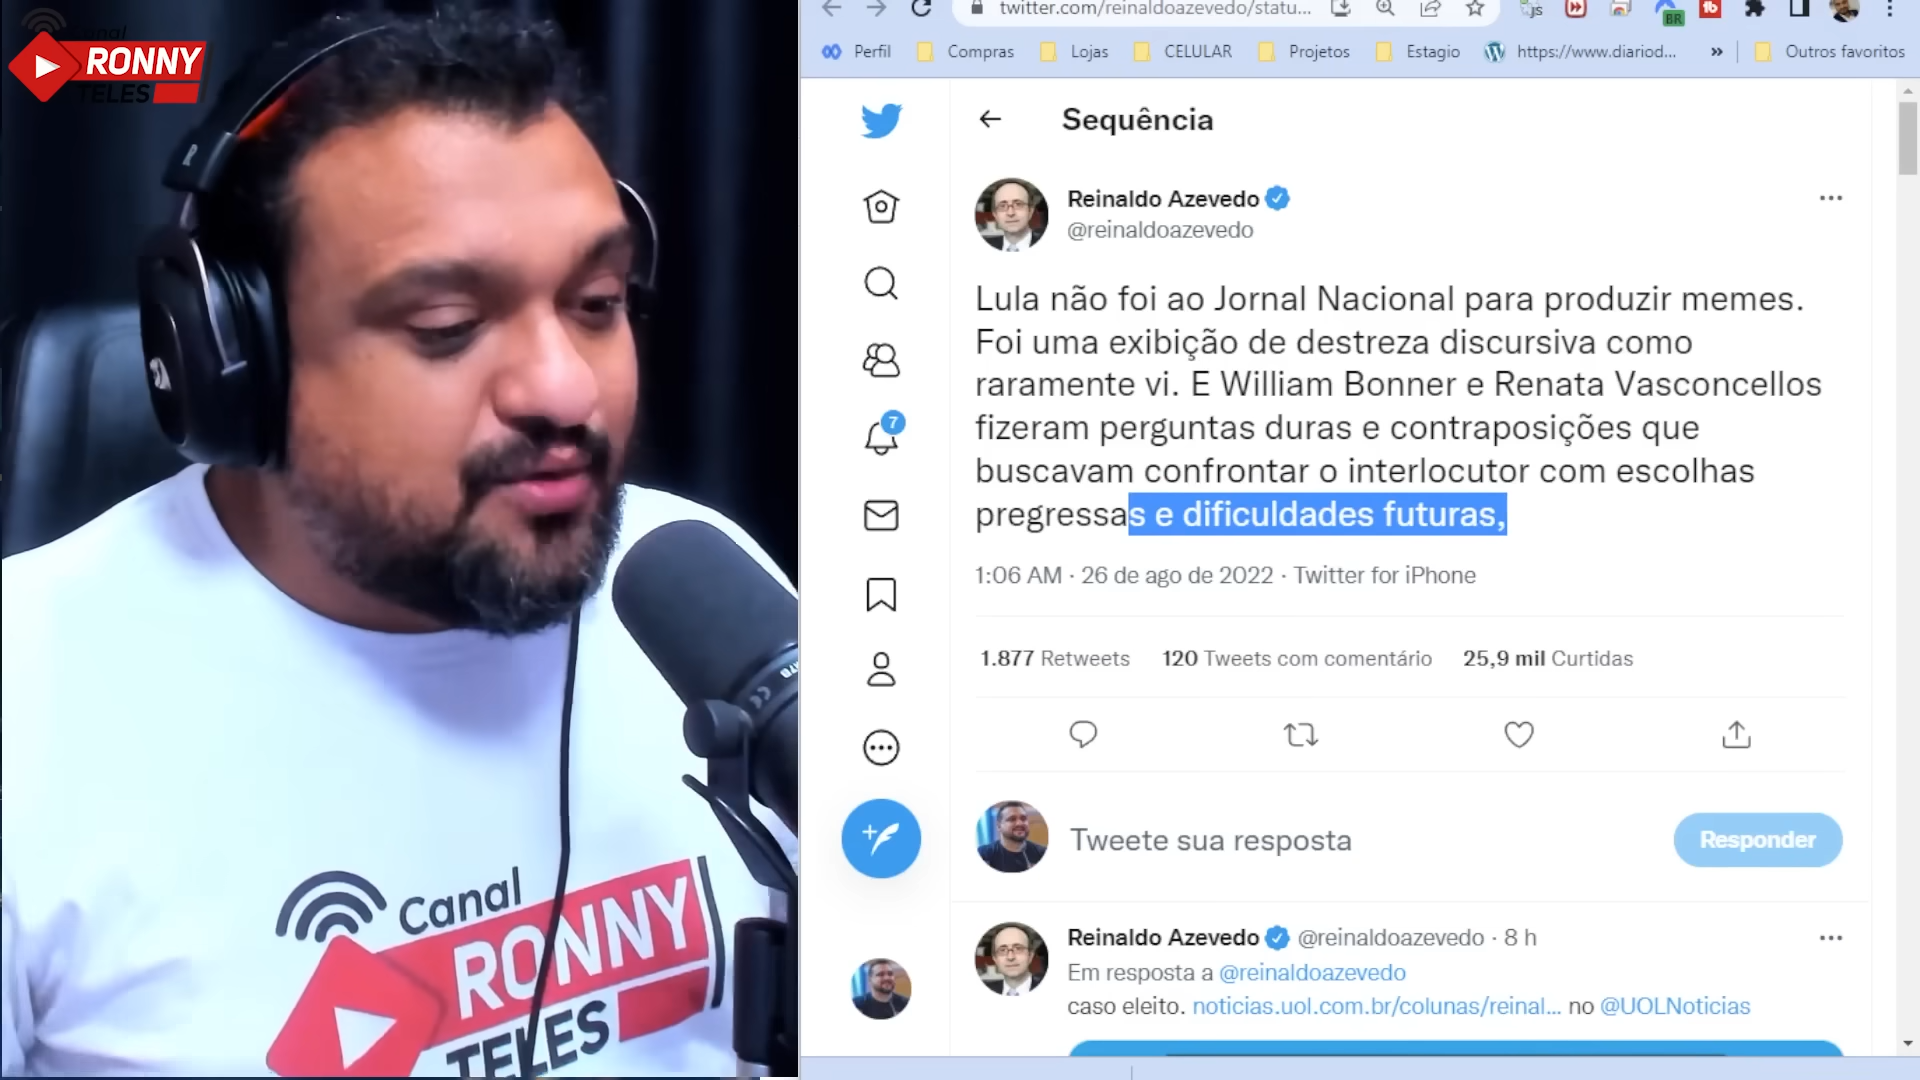 Canal
RONNY
TELES
Canal
RONNY
TELES
twitter.com/reinaldoazevedo/statu...
js
BR
Perfil
Compras
Lojas
CELULAR
Projetos
Estagio
https://www.diariod...
»
Outros favoritos
Sequência
Reinaldo Azevedo
@reinaldoazevedo
Lula não foi ao Jornal Nacional para produzir memes.
Foi uma exibição de destreza discursiva como
raramente vi. E William Bonner e Renata Vasconcellos
fizeram perguntas duras e contraposições que
buscavam confrontar o interlocutor com escolhas
pregressas e dificuldades futuras,
7
1:06 AM · 26 de ago de 2022 · Twitter for iPhone
1.877 Retweets 120 Tweets com comentário 25,9 mil Curtidas
Tweete sua resposta
Responder
Reinaldo Azevedo @reinaldoazevedo · 8 h
Em resposta a @reinaldoazevedo
caso eleito. noticias.uol.com.br/colunas/reinal... no @UOLNoticias